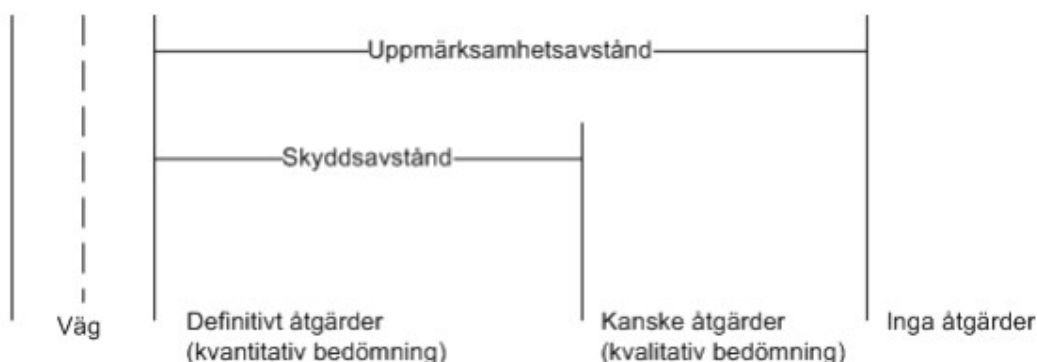 Uppmärksamhetsavstånd
Skyddsavstånd
Väg
Definitivt åtgärder
(kvantitativ bedömning)
Kanske åtgärder
(kvalitativ bedömning)
Inga åtgärder